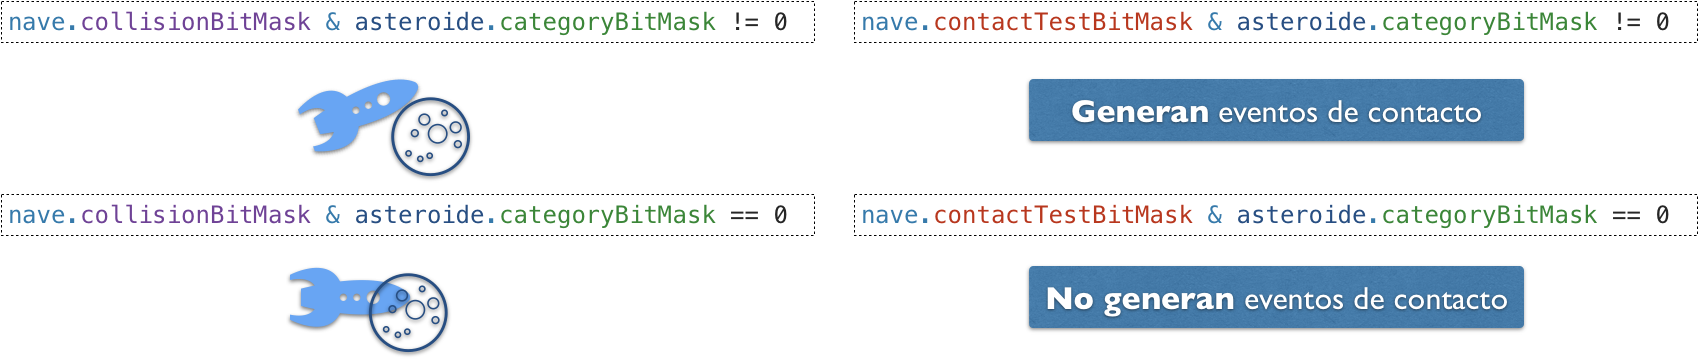 nave.collisionBitMask & asteroide.categoryBitMask != 0
nave.contactTestBitMask & asteroide.categoryBitMask != 0
Generan eventos de contacto
nave.collisionBitMask & asteroide.categoryBitMask == 0
nave.contactTestBitMask & asteroide.categoryBitMask == 0
No generan eventos de contacto